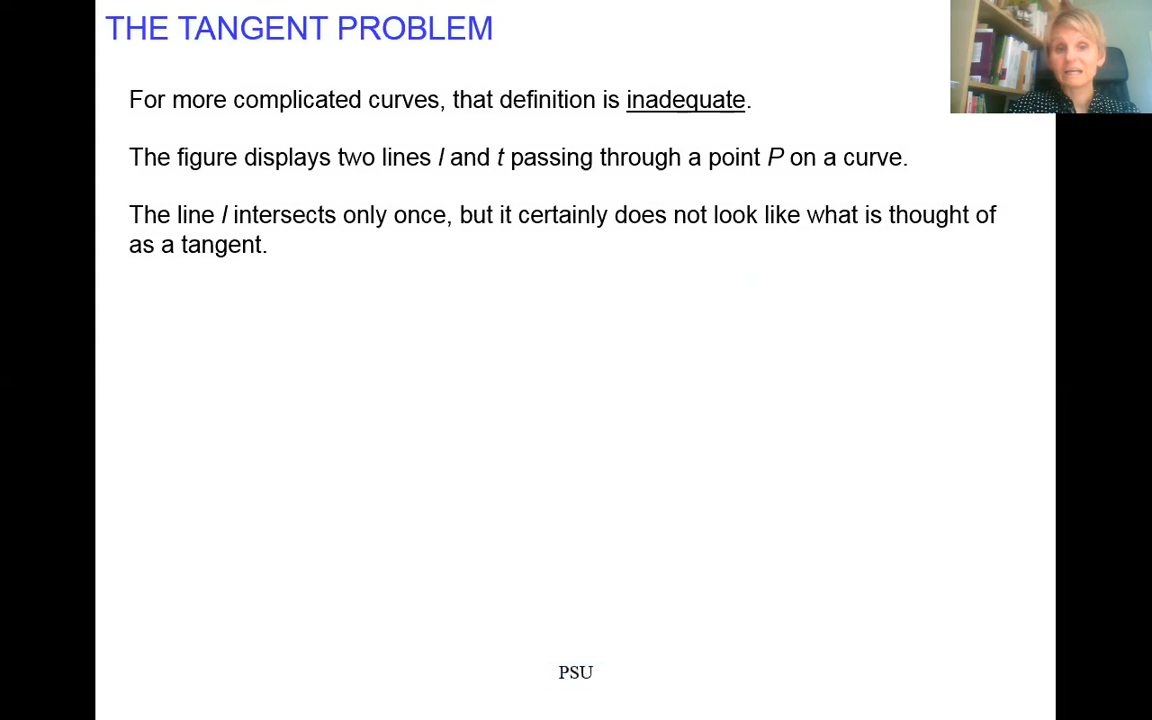 THE TANGENT PROBLEM
For more complicated curves, that definition is inadequate.
The figure displays two lines l and t passing through a point P on a curve.
The line l intersects only once, but it certainly does not look like what is thought of
as a tangent.
PSU